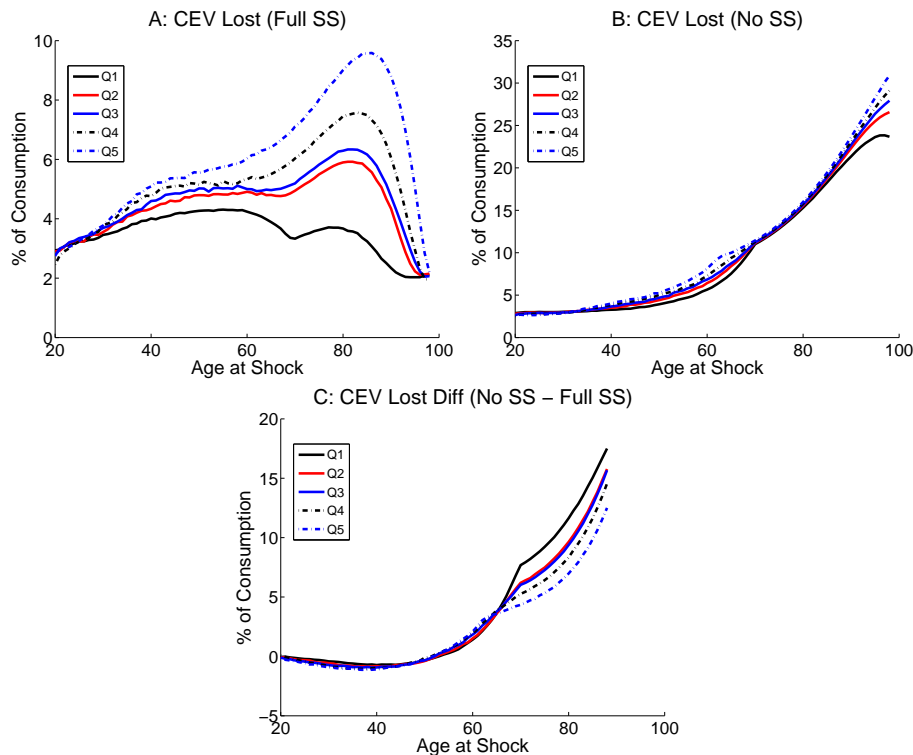 A: CEV Lost (Full SS)
10
8
6
4
2
0
% of Consumption
Q1
Q2
Q3
Q4
Q5
20 40 60 80 100
Age at Shock
B: CEV Lost (No SS)
35
30
25
20
15
10
5
0
% of Consumption
Q1
Q2
Q3
Q4
Q5
20 40 60 80 100
Age at Shock
C: CEV Lost Diff (No SS − Full SS)
20
15
10
5
0
−5
% of Consumption
Q1
Q2
Q3
Q4
Q5
20 40 60 80 100
Age at Shock